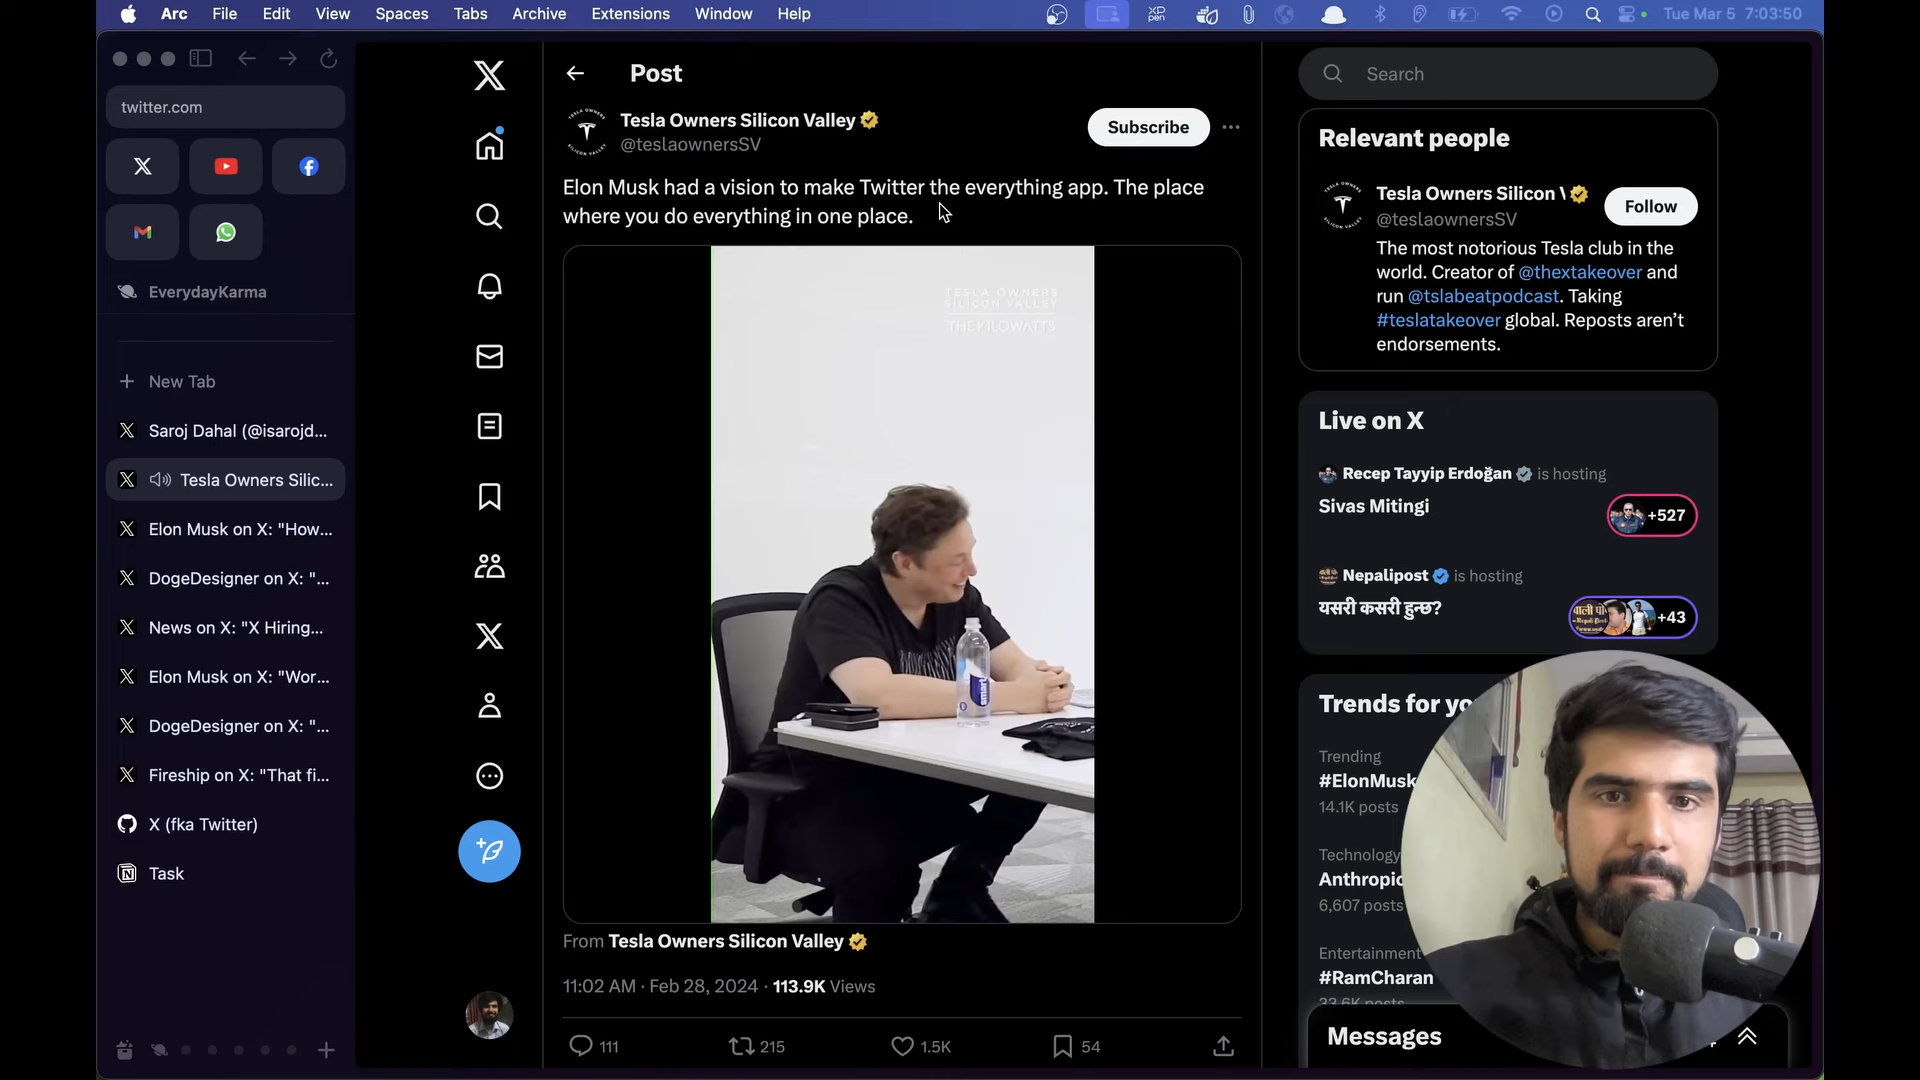 Arc File Edit View Spaces Tabs Archive Extensions Window Help
Tue Mar 5 7:03:50
twitter.com
EverydayKarma
New Tab
Saroj Dahal (@isarojd...
Tesla Owners Silic...
Elon Musk on X: "How...
DogeDesigner on X: "...
News on X: "X Hiring...
Elon Musk on X: "Wor...
DogeDesigner on X: "...
Fireship on X: "That fi...
X (fka Twitter)
Task
Post
Tesla Owners Silicon Valley
@teslaownersSV
Subscribe
Elon Musk had a vision to make Twitter the everything app. The place
where you do everything in one place.
TESLA OWNERS
SILICON VALLEY
THEKILOWATTS
smart
From Tesla Owners Silicon Valley
11:02 AM · Feb 28, 2024 · 113.9K Views
111 215 1.5K 54
Search
Relevant people
Tesla Owners Silicon
@teslaownersSV
Follow
The most notorious Tesla club in the
world. Creator of @thextakeover and
run @tslabeatpodcast. Taking
#teslatakeover global. Reposts aren't
endorsements.
Live on X
Recep Tayyip Erdoğan is hosting
Sivas Mitingi
+527
Nepalipost is hosting
यसरी कसरी हुन्छ?
+43
Trends for yo
Trending
#ElonMusk
14.1K posts
Technology
Anthropic
6,607 posts
Entertainment
#RamCharan
33.6K posts
Messages